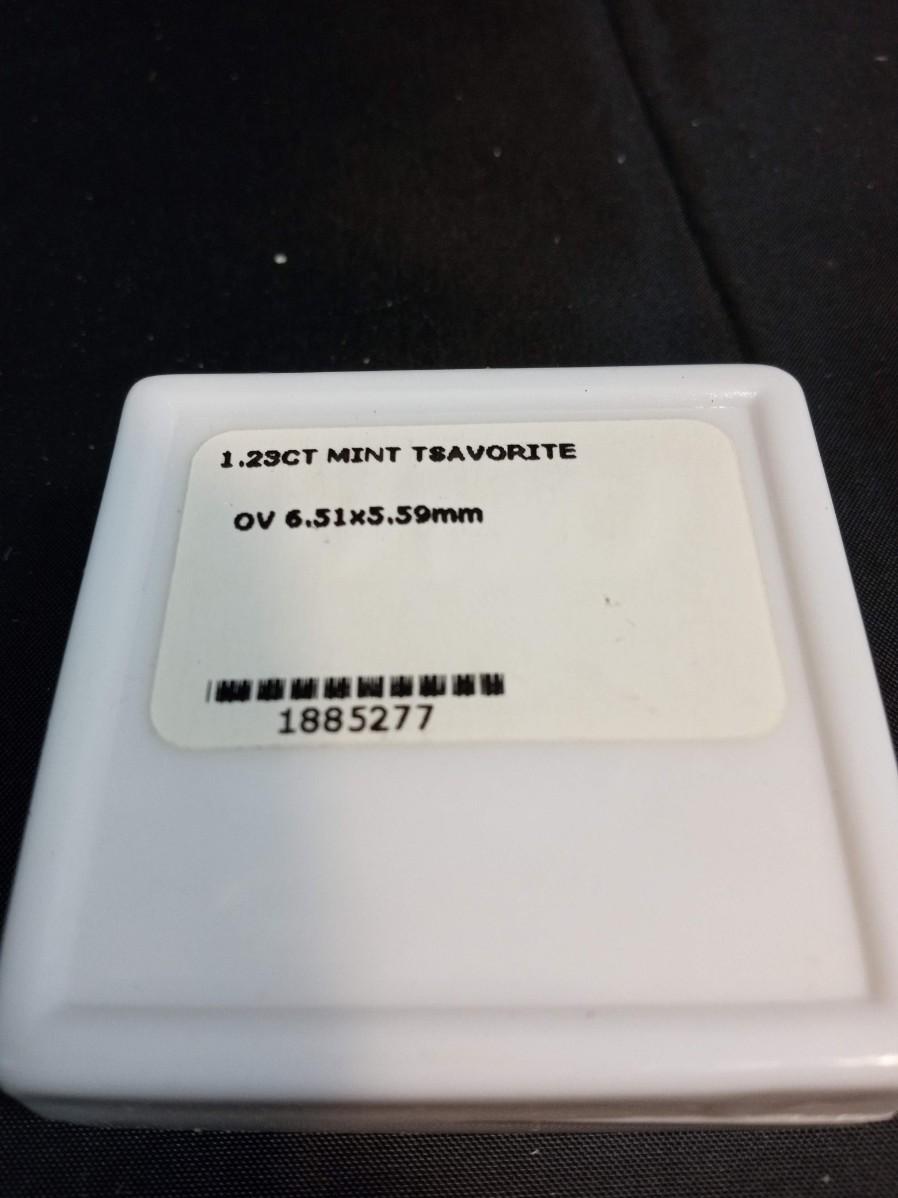 1.23CT MINT TSAVORITE
OV 6.51x5.59mm
1885277